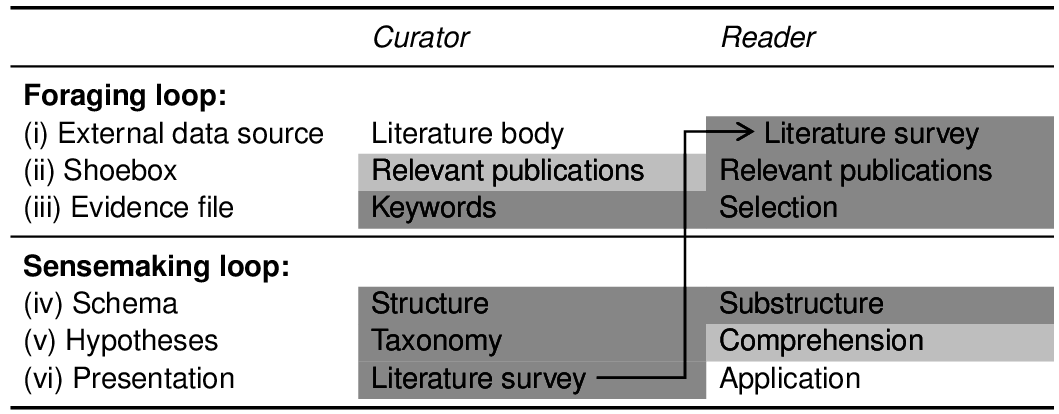 Curator Reader
Foraging loop:
(i) External data source Literature body Literature survey
(ii) Shoebox Relevant publications Relevant publications
(iii) Evidence file Keywords Selection
Sensemaking loop:
(iv) Schema Structure Substructure
(v) Hypotheses Taxonomy Comprehension
(vi) Presentation Literature survey Application